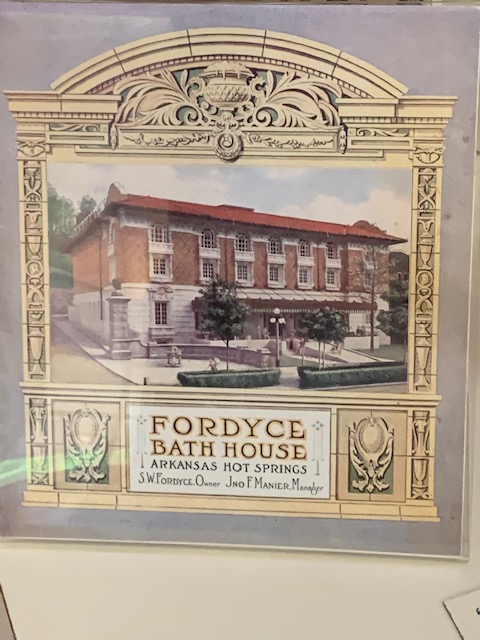 FORDYCE
BATH HOUSE
ARKANSAS HOT SPRINGS
S.W. FORDYCE. Owner JNO F. MANIER. Manager